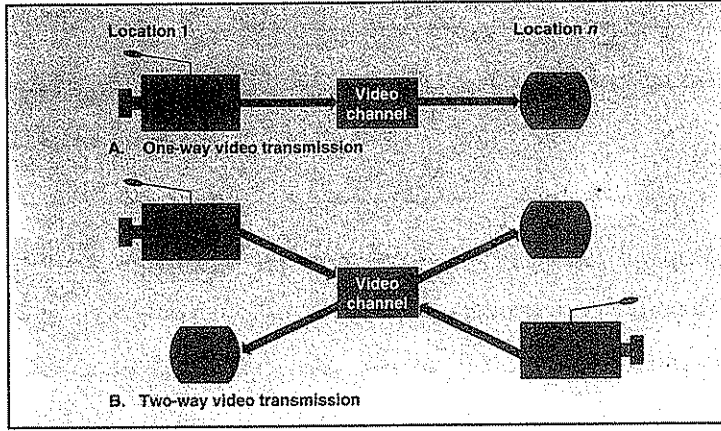 Location 1
Location n
Video
channel
A. One-way video transmission
Video
channel
B. Two-way video transmission